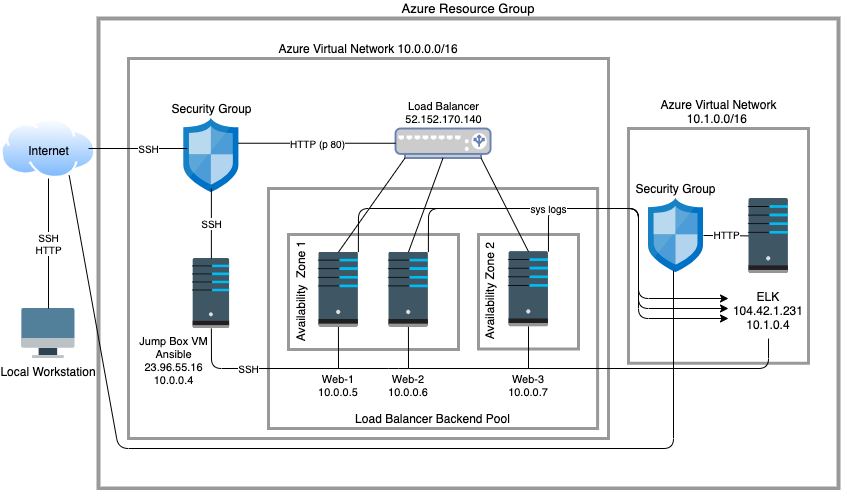 Azure Resource Group
Azure Virtual Network 10.0.0.0/16
Security Group
Load Balancer
52.152.170.140
Azure Virtual Network
10.1.0.0/16
Internet
SSH
HTTP (p 80)
Security Group
sys logs
SSH
SSH
HTTP
HTTP
Availability Zone 1
Availability Zone 2
ELK
104.42.1.231
10.1.0.4
Jump Box VM
Ansible
23.96.55.16
10.0.0.4
Local Workstation
SSH
Web-1
10.0.0.5
Web-2
10.0.0.6
Web-3
10.0.0.7
Load Balancer Backend Pool